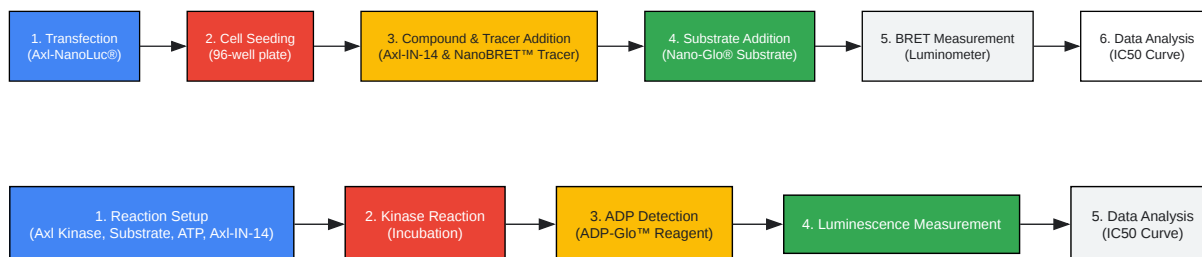 1. Transfection
(Axl-NanoLuc®)
2. Cell Seeding
(96-well plate)
3. Compound & Tracer Addition
(Axl-IN-14 & NanoBRET™ Tracer)
4. Substrate Addition
(Nano-Glo® Substrate)
5. BRET Measurement
(Luminometer)
6. Data Analysis
(IC50 Curve)
1. Reaction Setup
(Axl Kinase, Substrate, ATP, Axl-IN-14)
2. Kinase Reaction
(Incubation)
3. ADP Detection
(ADP-Glo™ Reagent)
4. Luminescence Measurement
5. Data Analysis
(IC50 Curve)